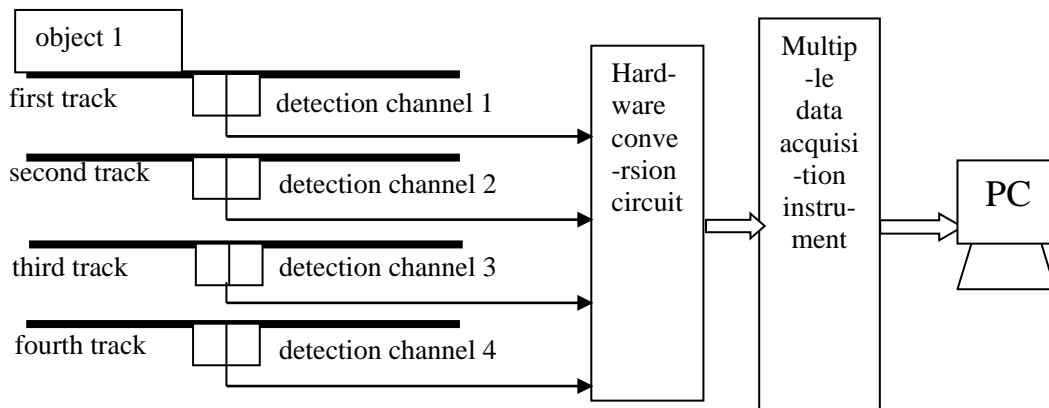 object 1
first track
detection channel 1
second track
detection channel 2
third track
detection channel 3
fourth track
detection channel 4
Hard-
ware
conve
-rsion
circuit
Multip
-le
data
acquisi
-tion
instru-
ment
PC